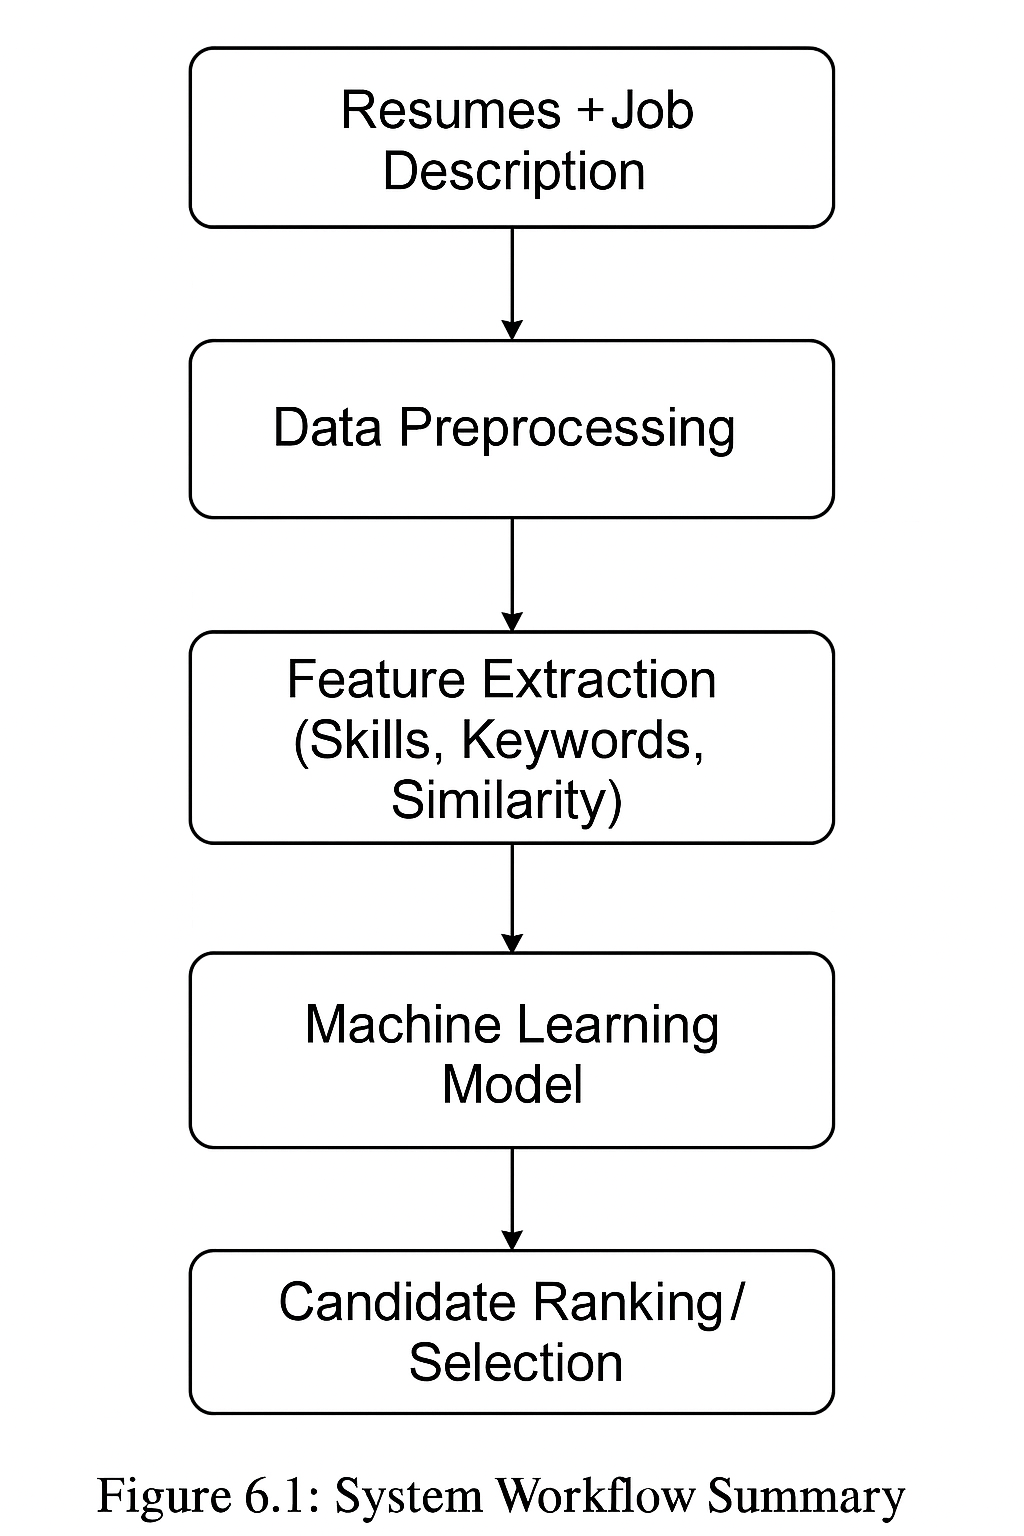 Resumes + Job
Description
Data Preprocessing
Feature Extraction
(Skills, Keywords,
Similarity)
Machine Learning
Model
Candidate Ranking/
Selection
Figure 6.1: System Workflow Summary